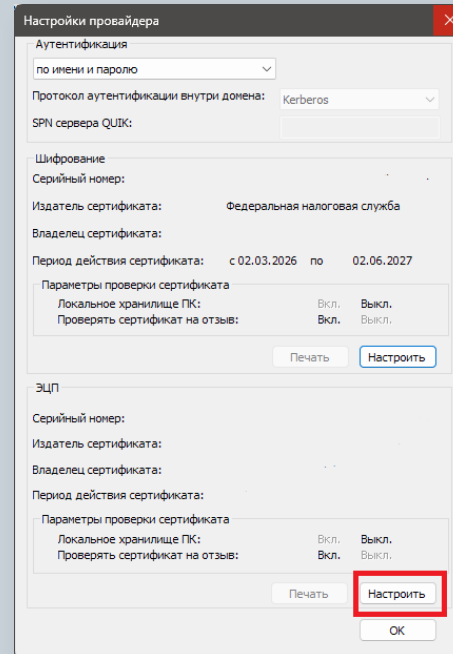 Настройки провайдера
Аутентификация
по имени и паролю
Протокол аутентификации внутри домена: Kerberos
SPN сервера QUIK:
Шифрование
Серийный номер:
Издатель сертификата: Федеральная налоговая служба
Владелец сертификата:
Период действия сертификата: с 02.03.2026 по 02.06.2027
Параметры проверки сертификата
Локальное хранилище ПК: Вкл. Выкл.
Проверять сертификат на отзыв: Вкл. Выкл.
Печать Настроить
ЭЦП
Серийный номер:
Издатель сертификата:
Владелец сертификата:
Период действия сертификата:
Параметры проверки сертификата
Локальное хранилище ПК: Вкл. Выкл.
Проверять сертификат на отзыв: Вкл. Выкл.
Печать Настроить
OK